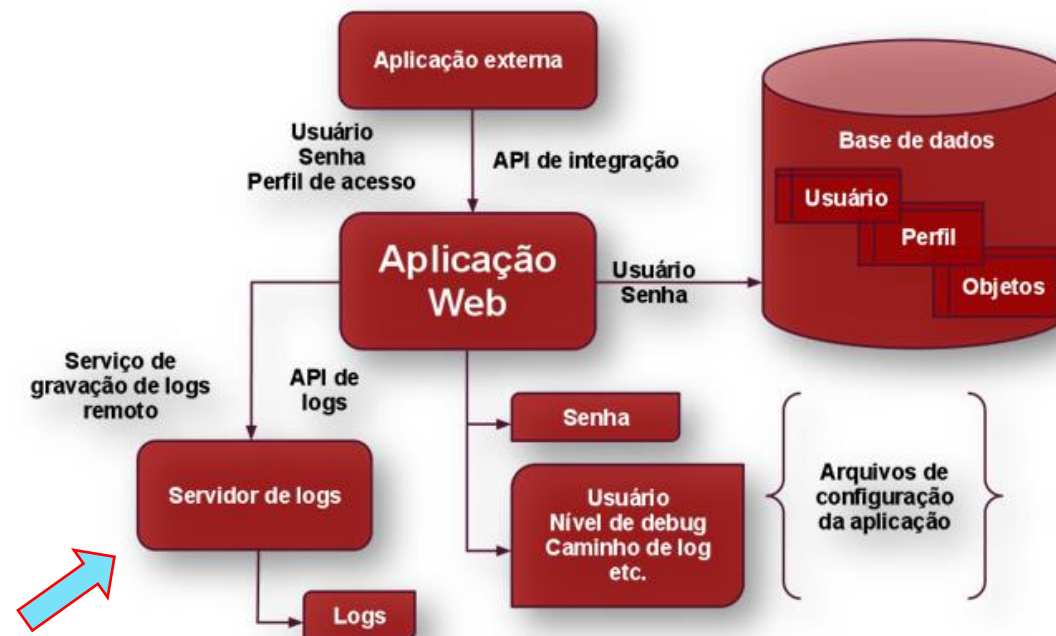 Aplicação externa
Usuário
Senha
Perfil de acesso
API de integração
Base de dados
Usuário
Perfil
Objetos
Aplicação
Web
Usuário
Senha
Serviço de
gravação de logs
remoto
API de
logs
Senha
Servidor de logs
Usuário
Nível de debug
Caminho de log
etc.
Arquivos de
configuração
da aplicação
Logs